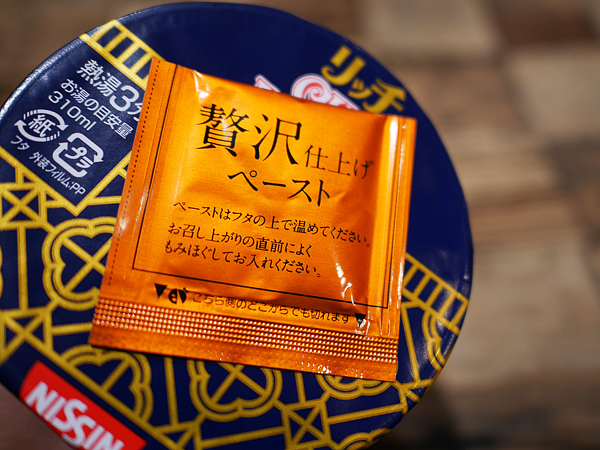 リッチ
熱湯3分
お湯の目安量
310ml
紙
プラ
フタ 外装フィルム:PP
贅沢仕上げ
ペースト
ペーストはフタの上で温めてください。
お召し上がりの直前によく
もみほぐしてお入れください。
こちら側のどこからでも切れます
NISSIN